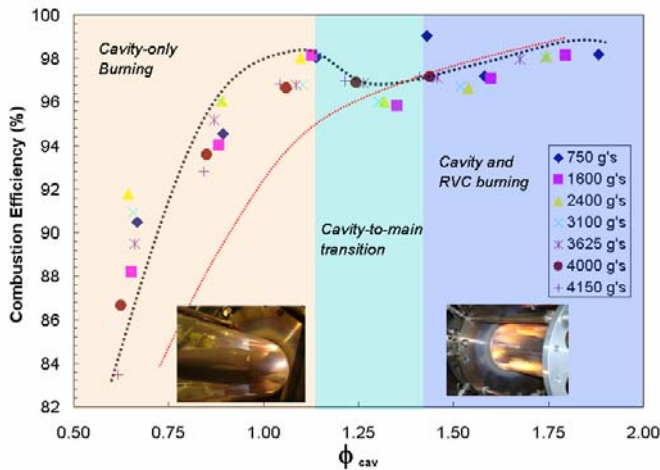 100
98
96
94
92
90
88
86
84
82
Combustion Efficiency (%)
Cavity-only
Burning
Cavity-to-main
transition
Cavity and
RVC burning
750 g's
1600 g's
2400 g's
3100 g's
3625 g's
4000 g's
4150 g's
0.50 0.75 1.00 1.25 1.50 1.75 2.00
ϕ cav